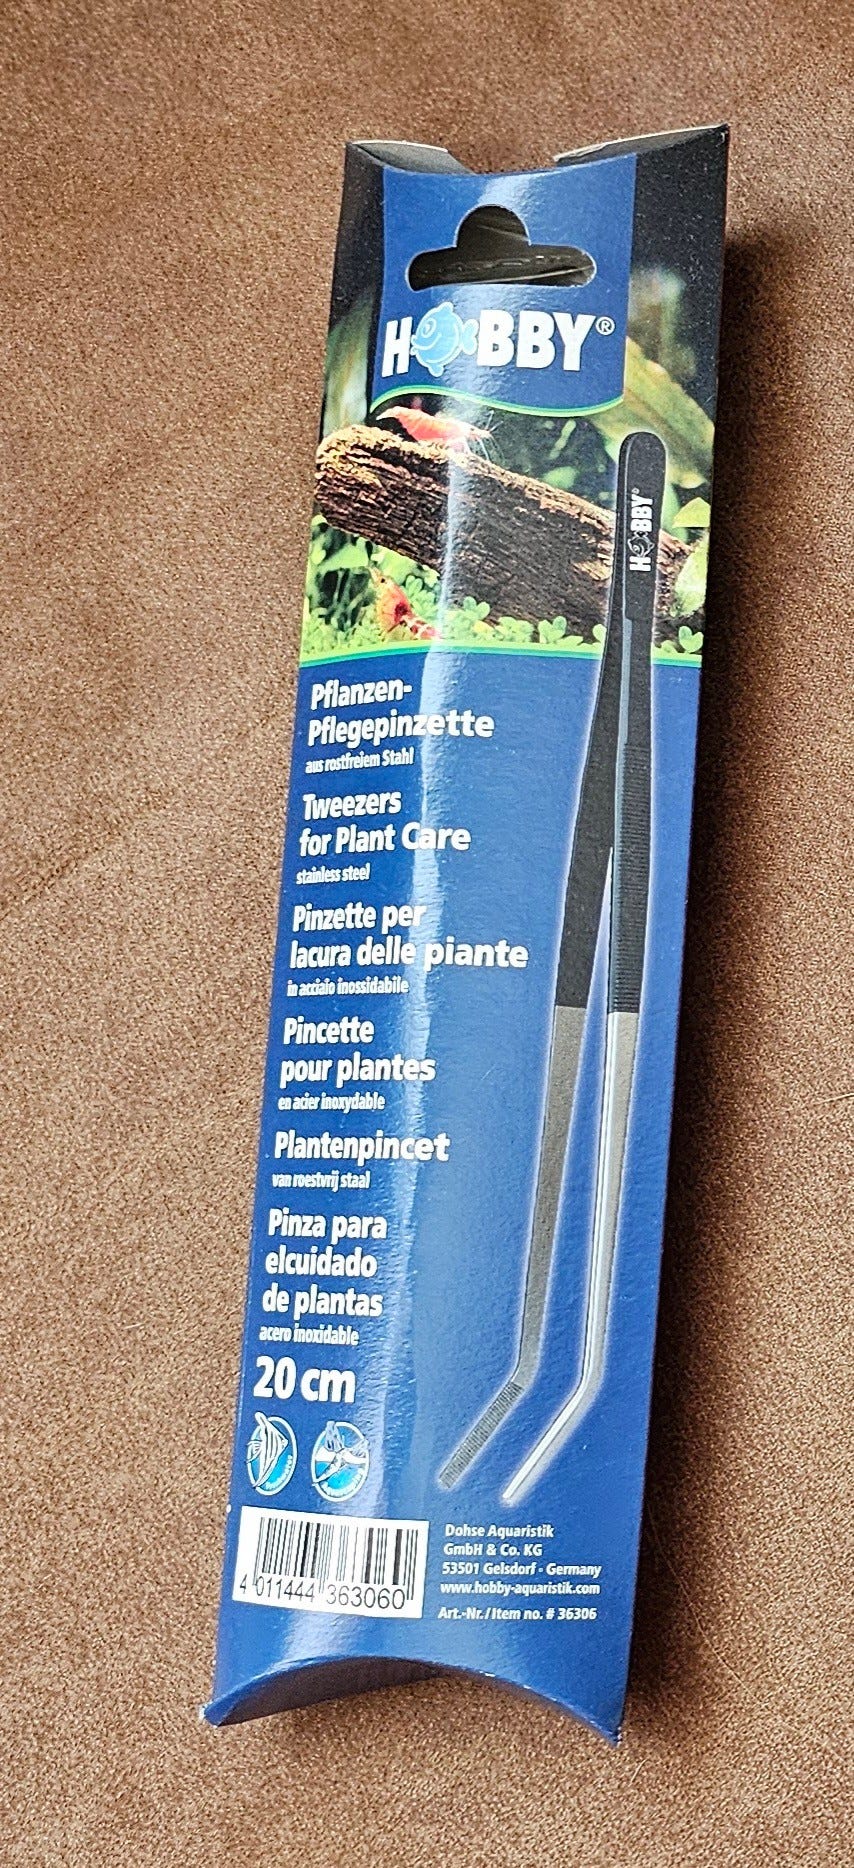 HOBBY®
HOBBY®
Pflanzen-
Pflegepinzette
aus rostfreiem Stahl
Tweezers
for Plant Care
stainless steel
Pinzette per
lacura delle piante
in acciaio inossidabile
Pincette
pour plantes
en acier inoxydable
Plantenpincet
van roestvrij staal
Pinza para
elcuidado
de plantas
acero inoxidable
20 cm
4 011444 363060
Dohse Aquaristik
GmbH & Co. KG
53501 Gelsdorf · Germany
www.hobby-aquaristik.com
Art.-Nr./Item no. # 36306